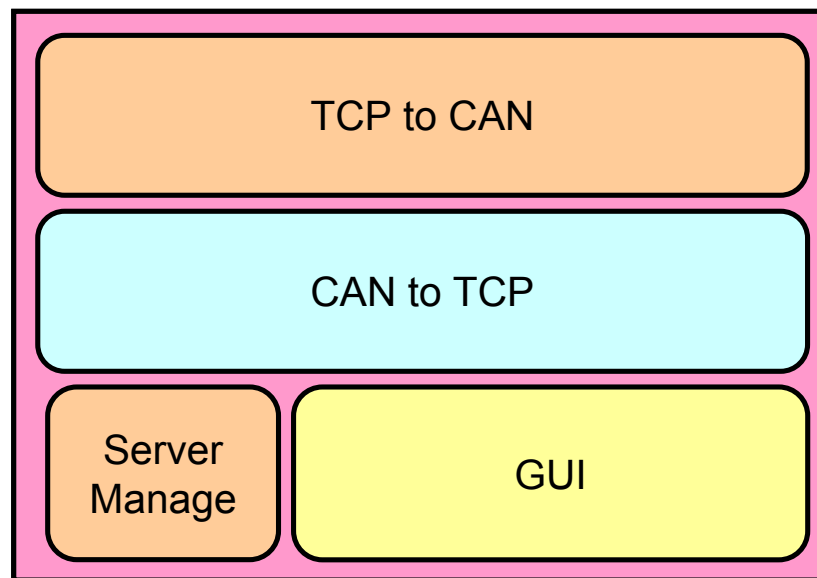 TCP to CAN
CAN to TCP
Server
Manage
GUI